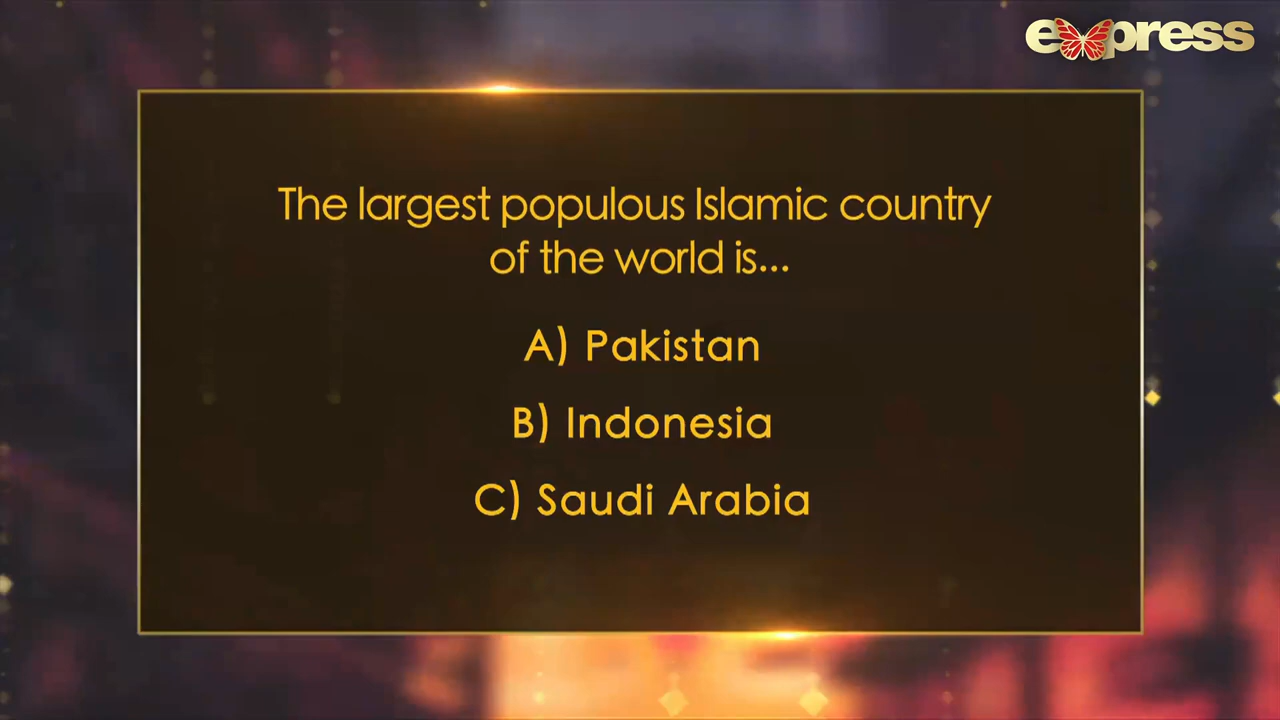 express
The largest populous Islamic country
of the world is...
A) Pakistan
B) Indonesia
C) Saudi Arabia